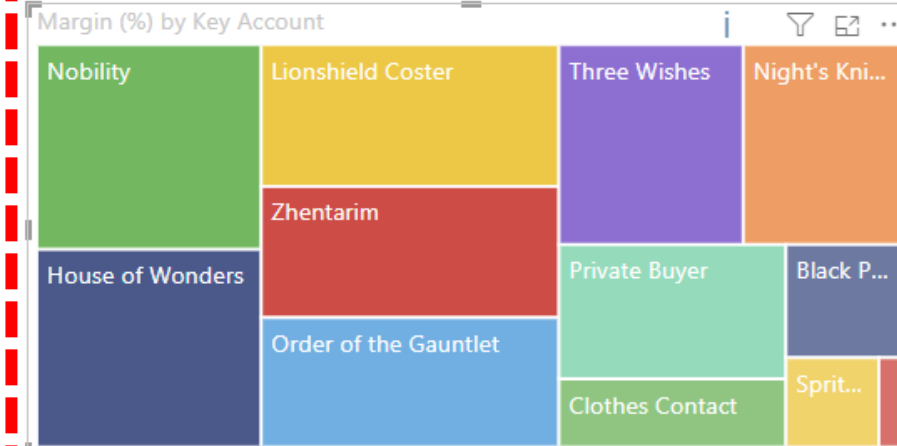 Margin (%) by Key Account
Nobility
Lionshield Coster
Three Wishes
Night's Kni...
Zhentarim
House of Wonders
Private Buyer
Black P...
Order of the Gauntlet
Sprit...
Clothes Contact